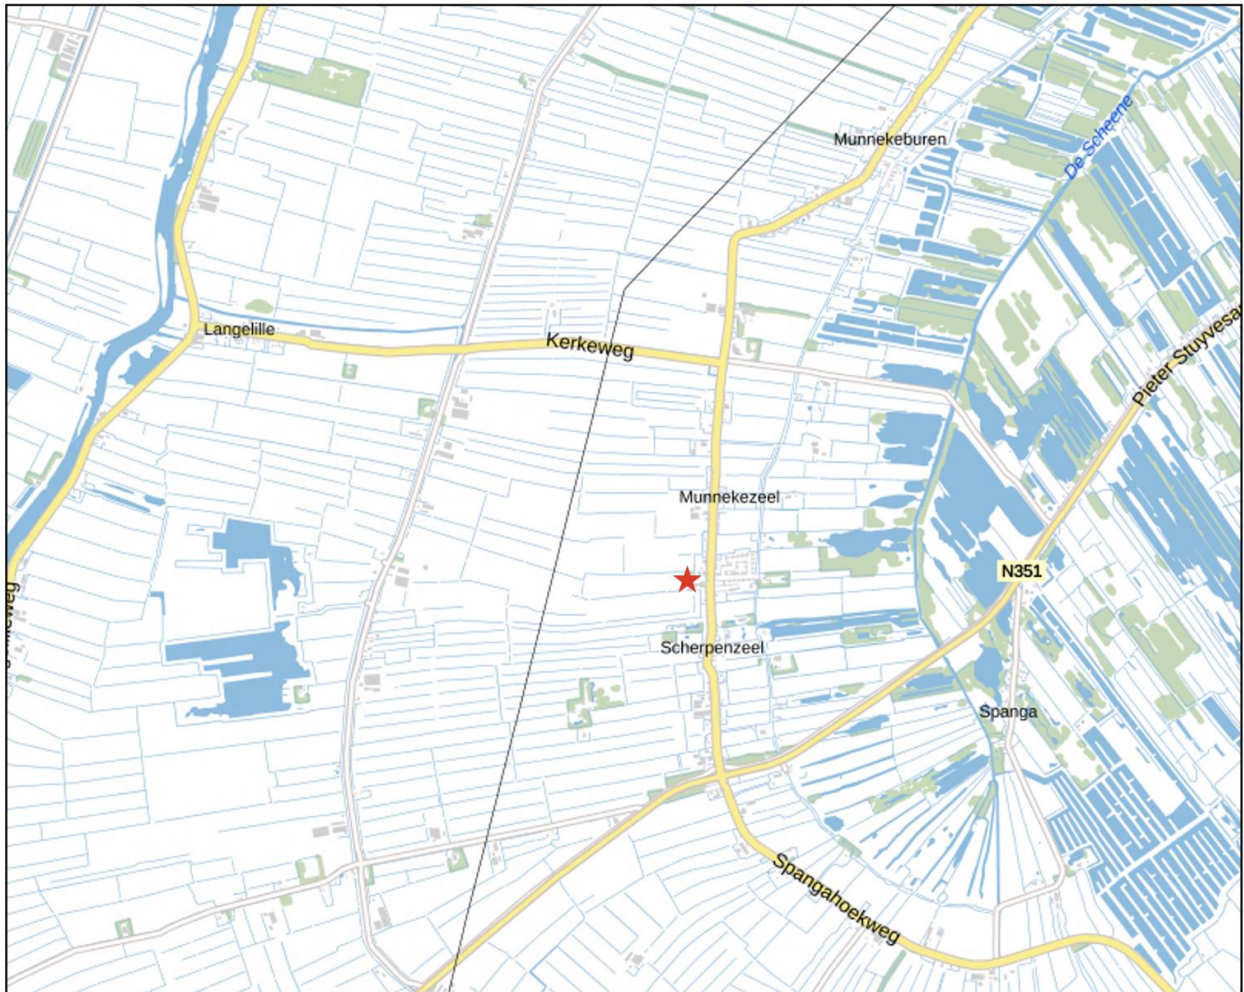 Munnekeburen
De Scheene
Langelille
Kerkeweg
Pieter Stuyvesa
Munnekezeel
N351
Scherpenzeel
Spanga
Spangahoekweg